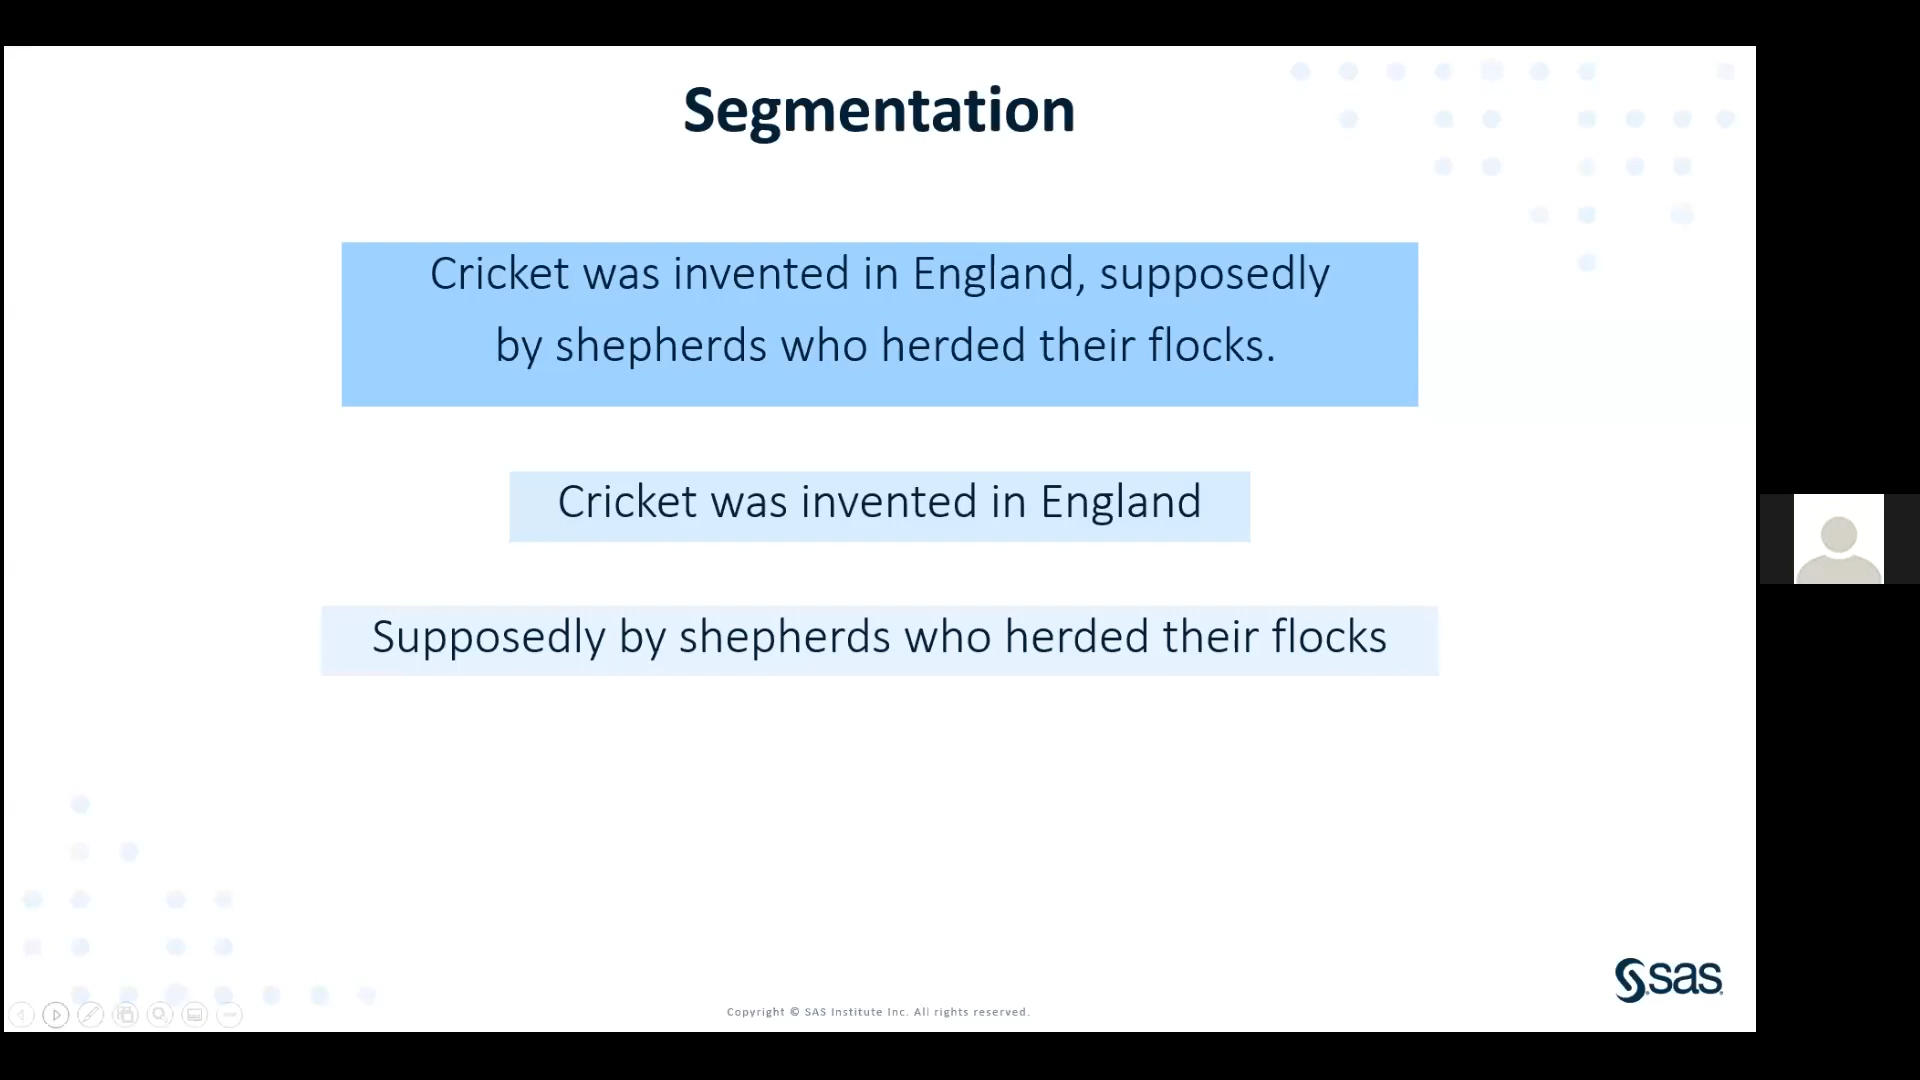 Segmentation
Cricket was invented in England, supposedly
by shepherds who herded their flocks.
Cricket was invented in England
Supposedly by shepherds who herded their flocks
sas
Copyright © SAS Institute Inc. All rights reserved.